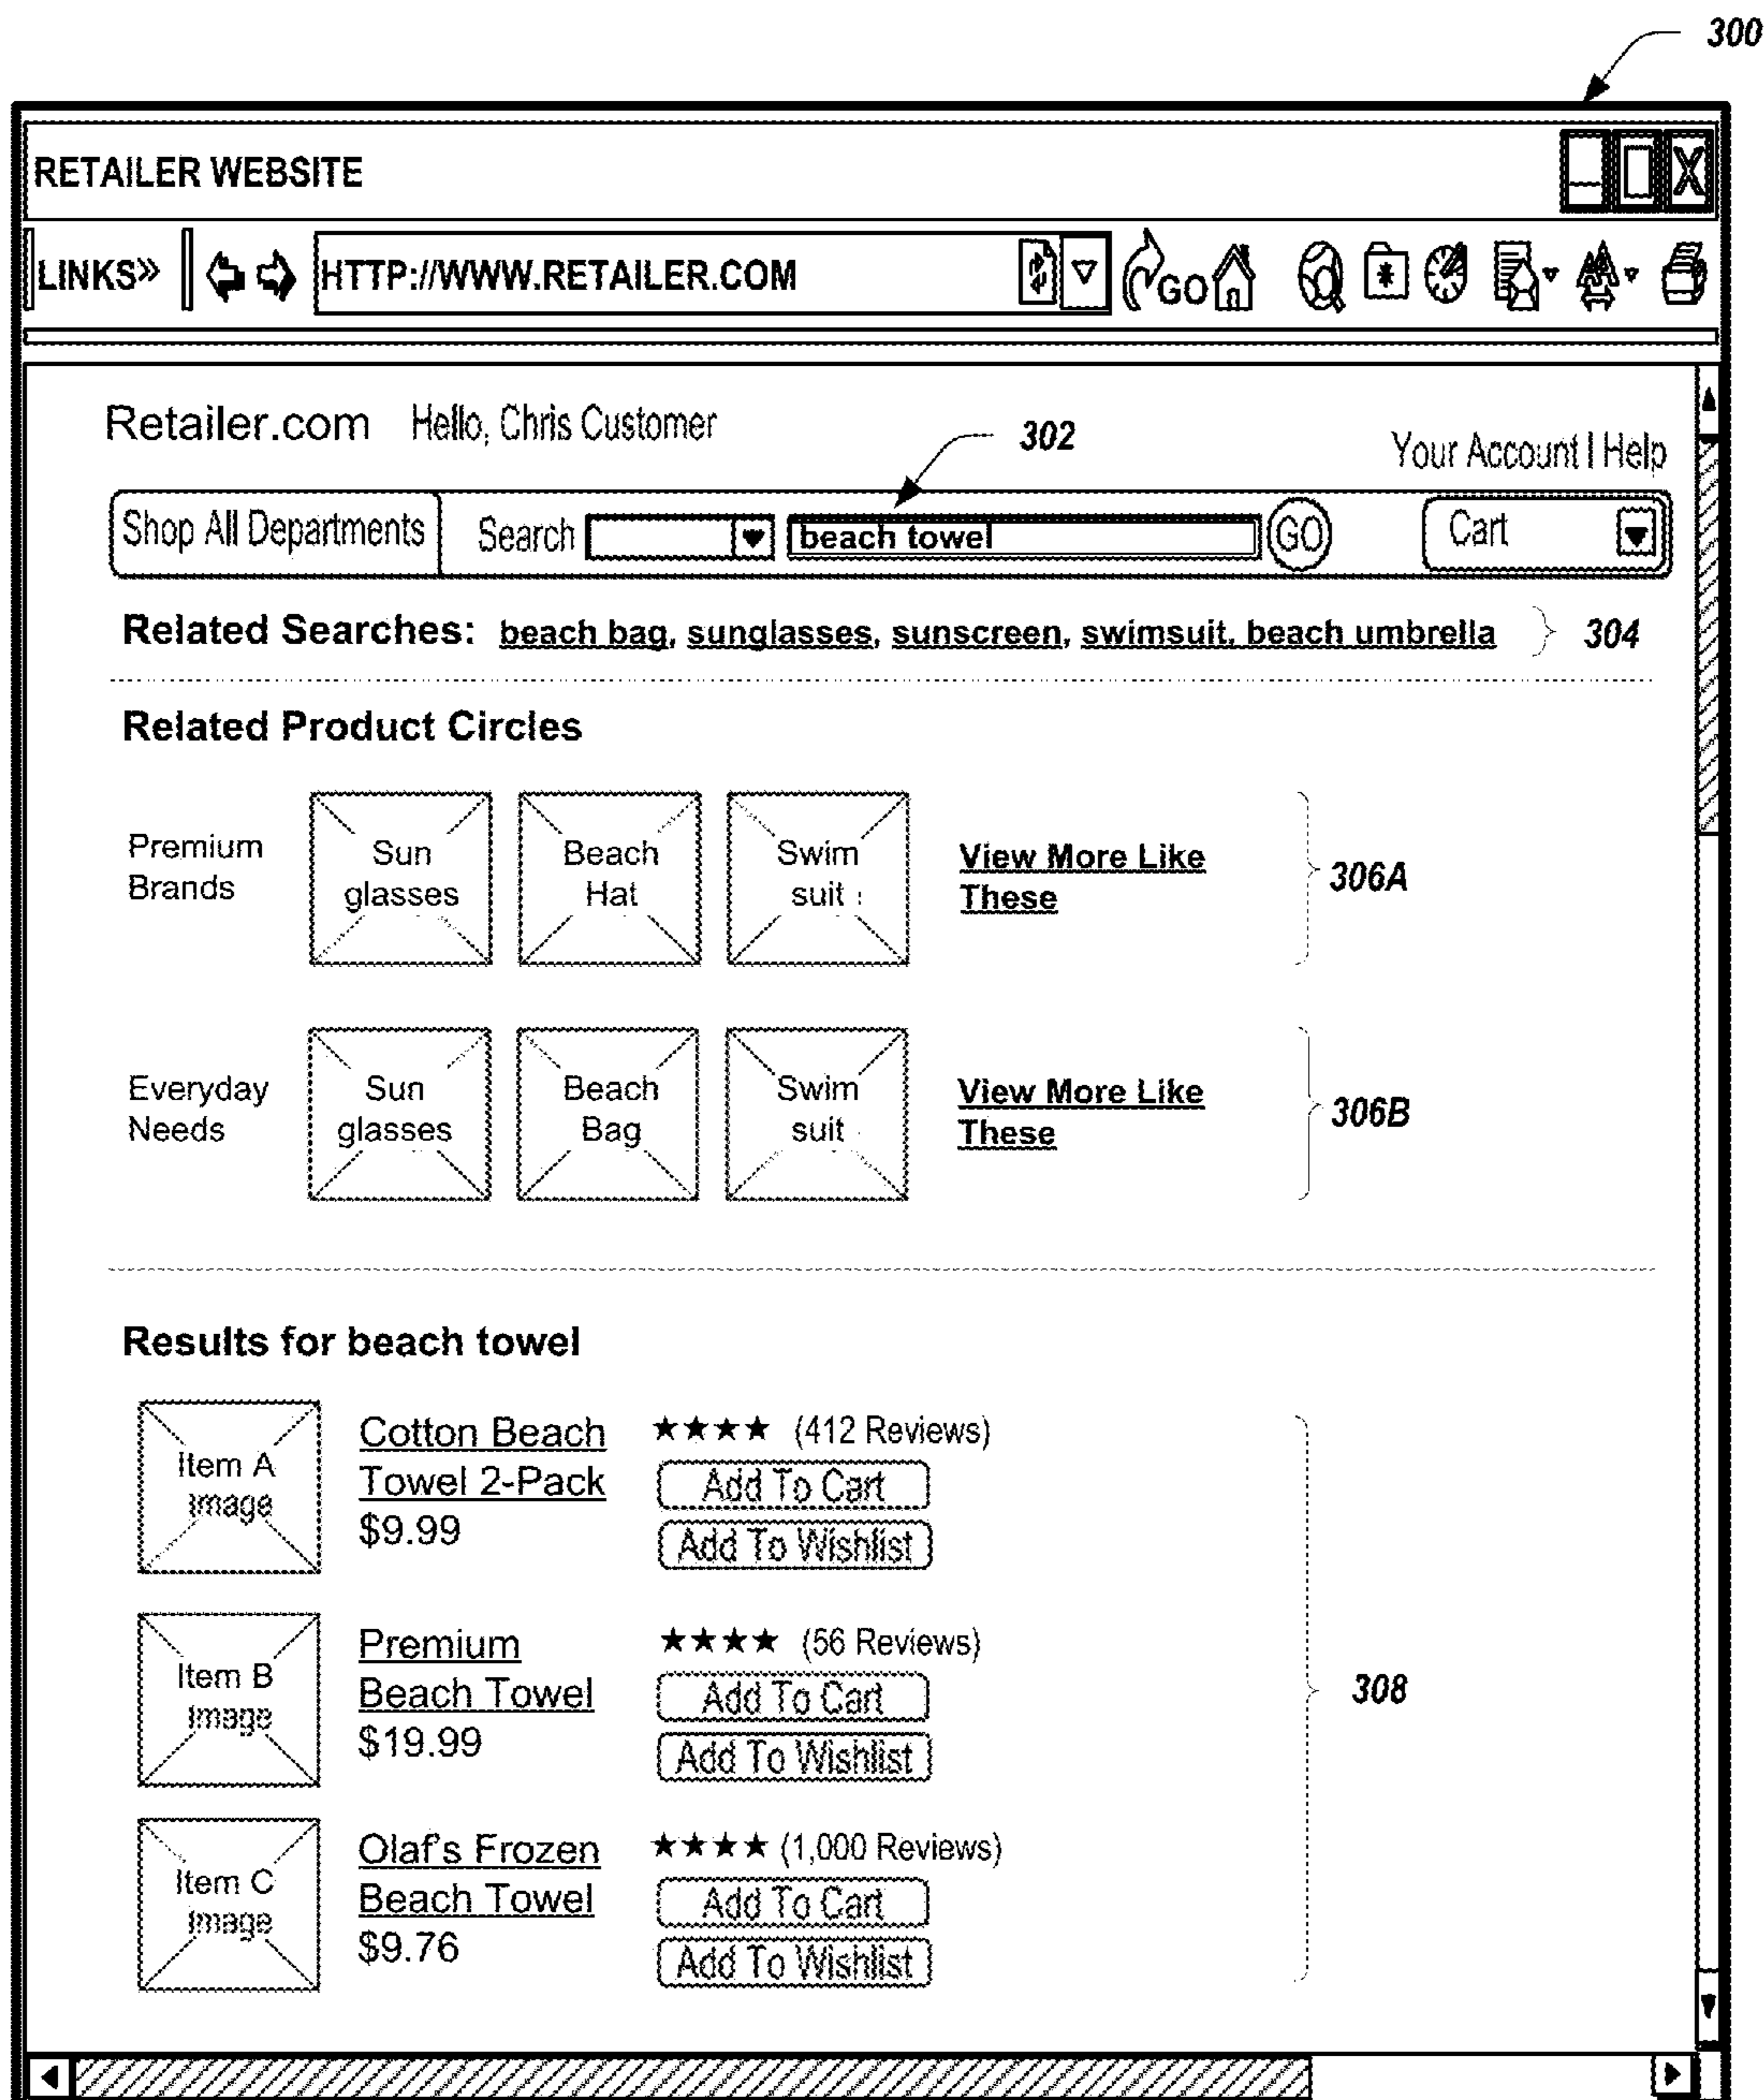 300
RETAILER WEBSITE
LINKS»
HTTP://WWW.RETAILER.COM
GO
Retailer.com Hello, Chris Customer
302
Your Account | Help
Shop All Departments Search beach towel GO Cart
Related Searches: beach bag, sunglasses, sunscreen, swimsuit, beach umbrella 304
Related Product Circles
Premium
Brands
Sun
glasses
Beach
Hat
Swim
suit
View More Like
These
306A
Everyday
Needs
Sun
glasses
Beach
Bag
Swim
suit
View More Like
These
306B
Results for beach towel
Item A
Image
Cotton Beach
Towel 2-Pack
$9.99
★★★★ (412 Reviews)
Add To Cart
Add To Wishlist
Item B
Image
Premium
Beach Towel
$19.99
★★★★ (56 Reviews)
Add To Cart
Add To Wishlist
308
Item C
Image
Olaf's Frozen
Beach Towel
$9.76
★★★★ (1,000 Reviews)
Add To Cart
Add To Wishlist